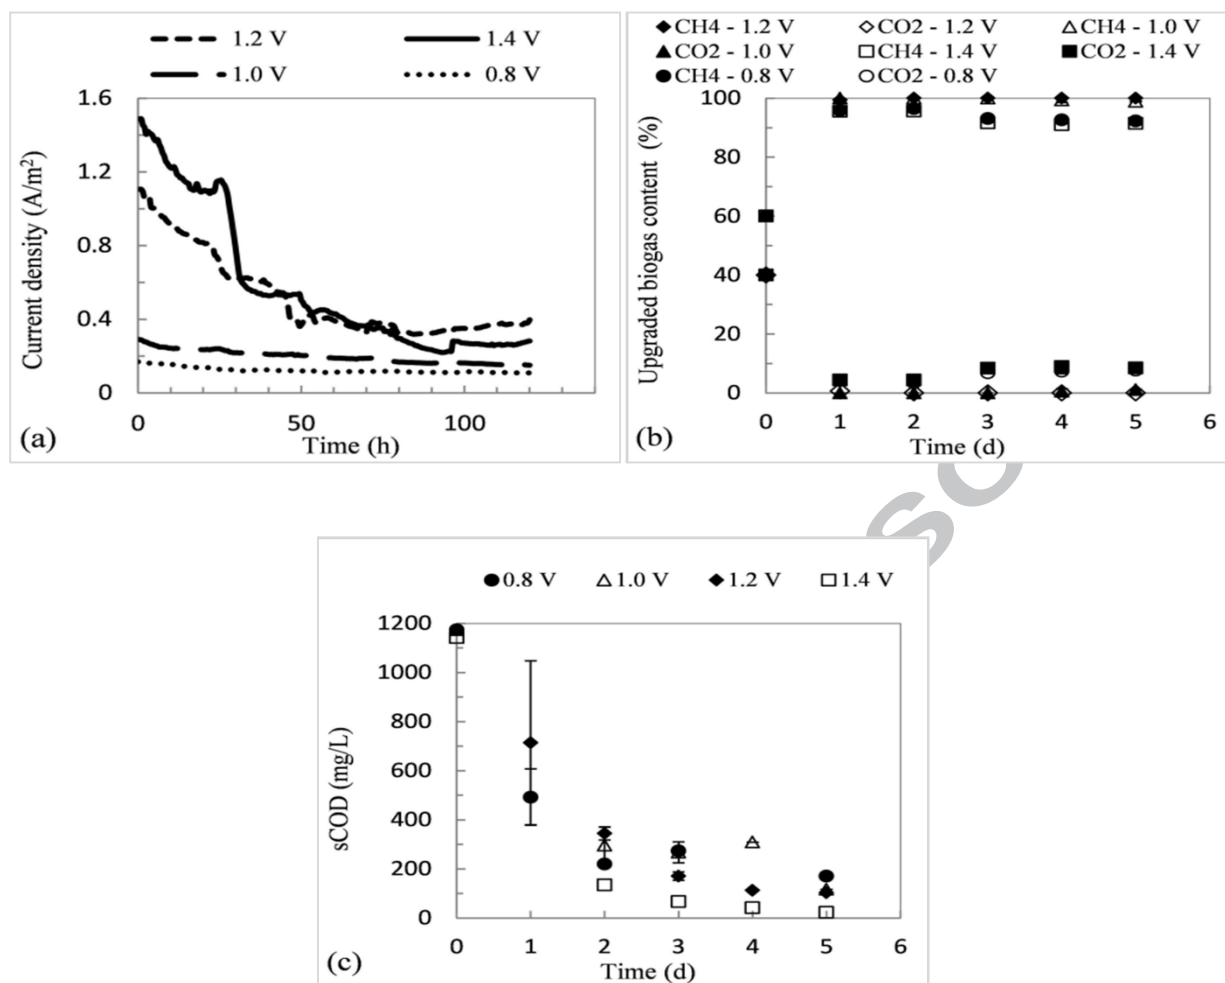 1.2 V 1.4 V
1.0 V 0.8 V
1.6
1.2
0.8
0.4
0
0 50 100
Current density (A/m²)
Time (h)
(a)
CH4 - 1.2 V CO2 - 1.2 V CH4 - 1.0 V
CO2 - 1.0 V CH4 - 1.4 V CO2 - 1.4 V
CH4 - 0.8 V CO2 - 0.8 V
100
80
60
40
20
0
0 1 2 3 4 5 6
Upgraded biogas content (%)
Time (d)
(b)
0.8 V 1.0 V 1.2 V 1.4 V
1200
1000
800
600
400
200
0
0 1 2 3 4 5 6
sCOD (mg/L)
Time (d)
(c)